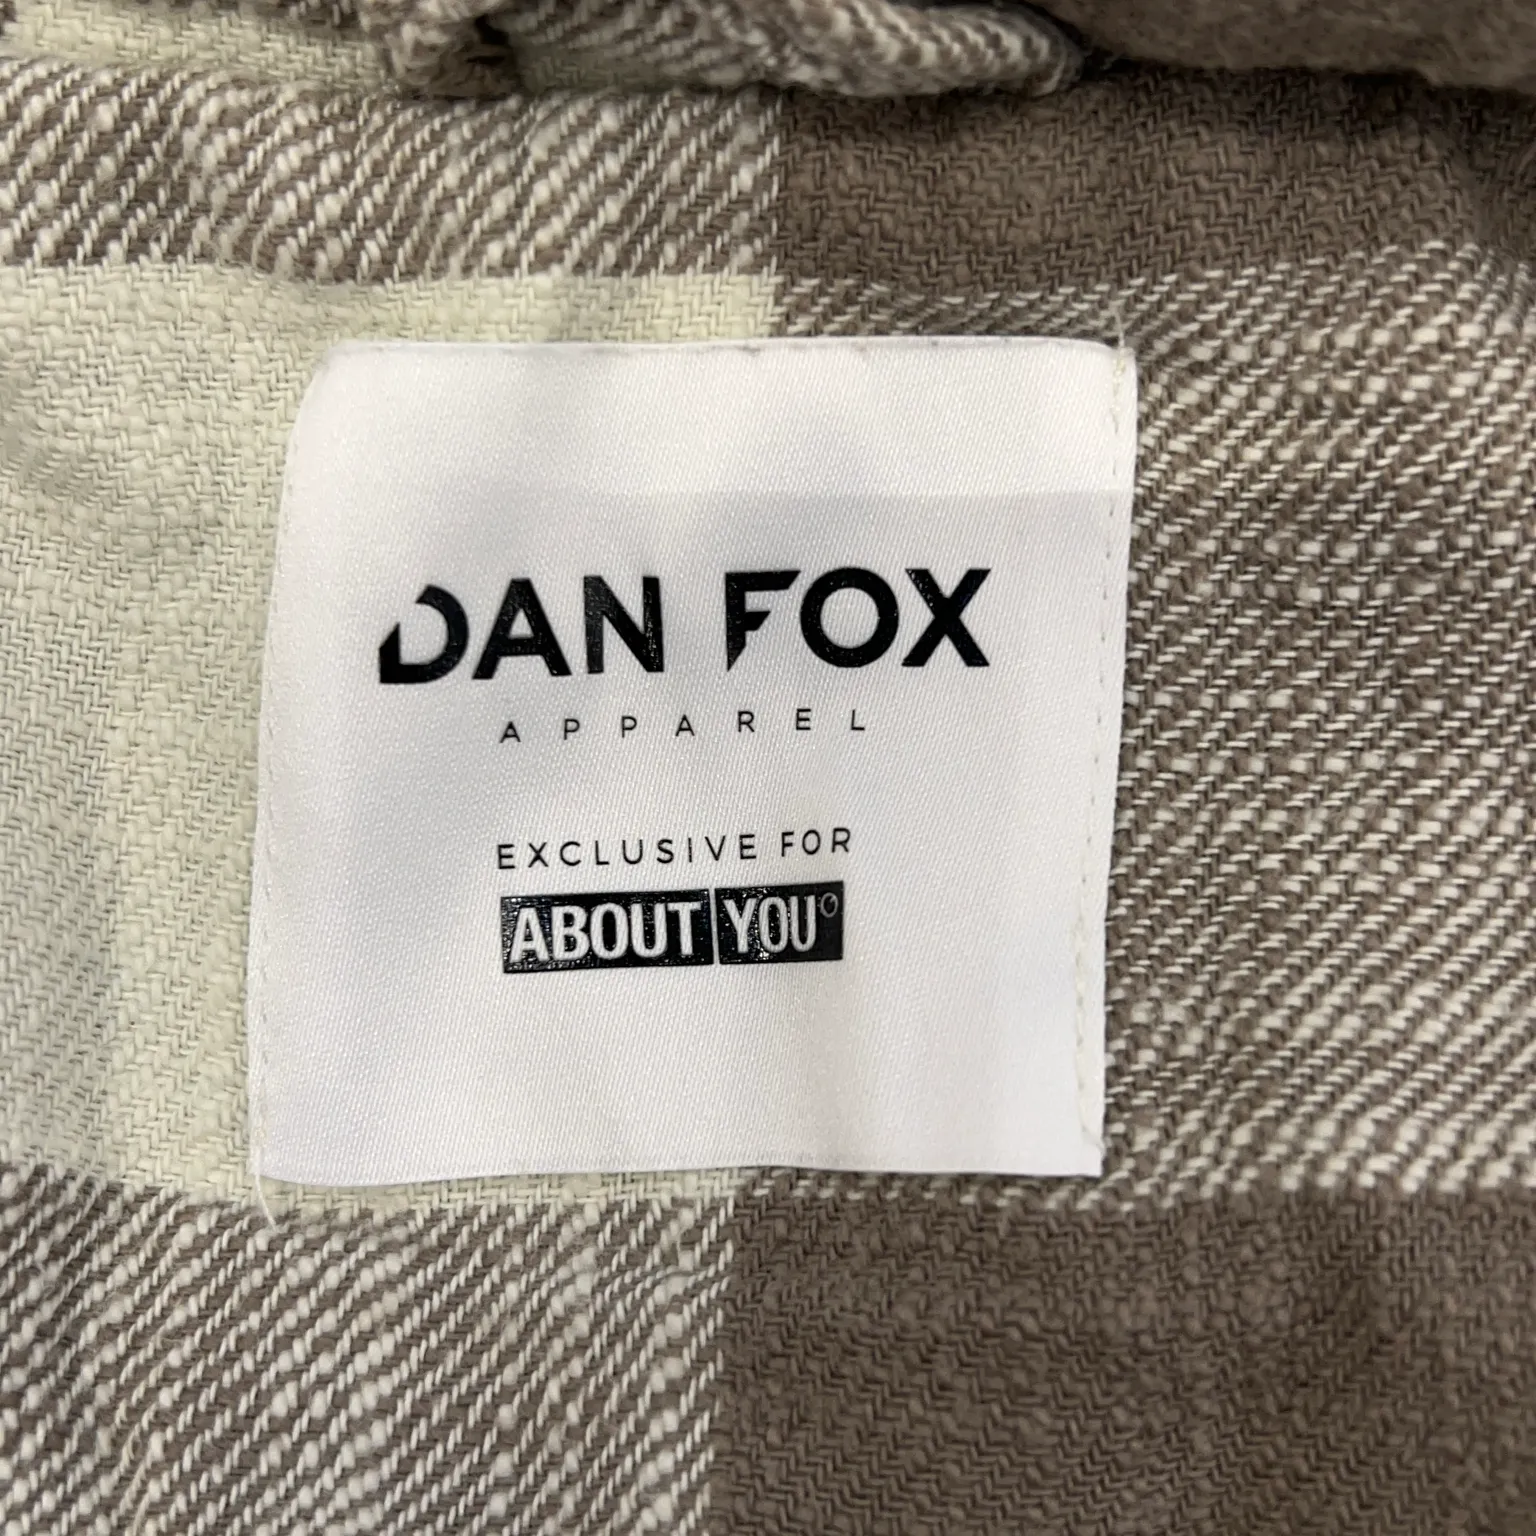 DAN FOX
APPAREL
EXCLUSIVE FOR
ABOUT YOU°